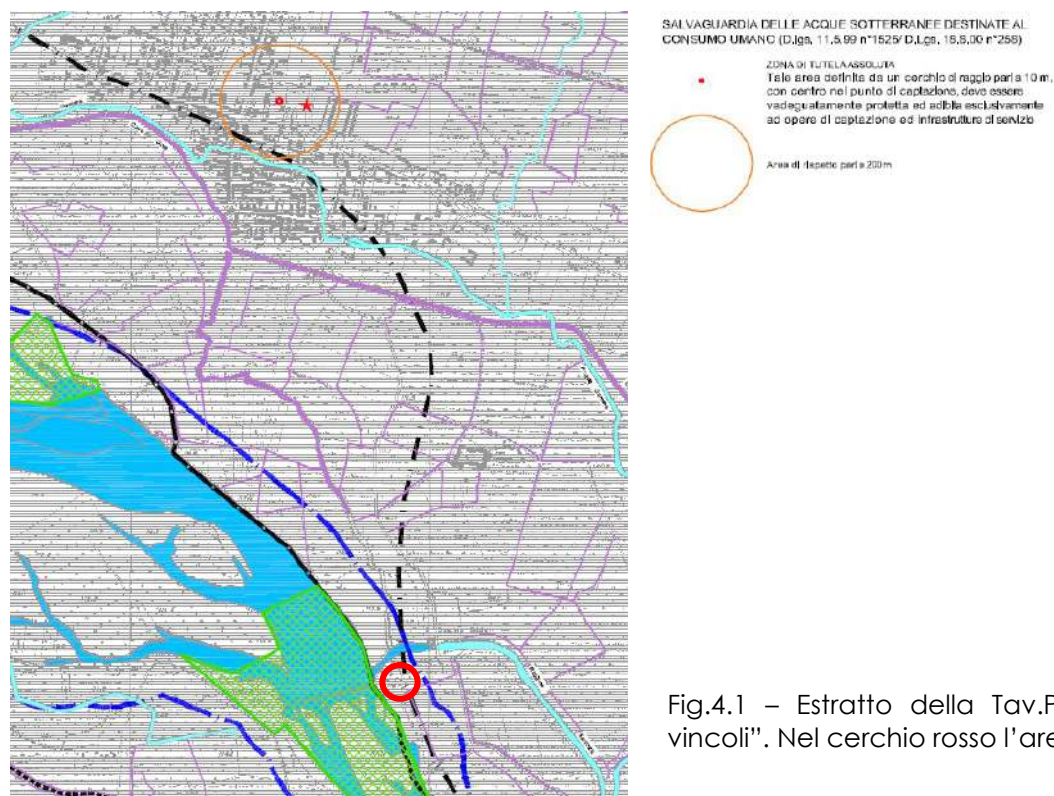 SALVAGUARDIA DELLE ACQUE SOTTERRANEE DESTINATE AL
CONSUMO UMANO (D.lgs, 11.5.99 n°1525/ D.Lgs, 18.8.00 n°258)
ZONA DI TUTELA ASSOLUTA
Tale area definita da un cerchio di raggio pari a 10 m,
con centro nel punto di captazione, deve essere
vadeguatamente protetta ed adibita esclusivamente
ad opere di captazione ed infrastrutture di servizio
Area di rispetto pari a 200 m
Fig.4.1 – Estratto della Tav.P
vincoli”. Nel cerchio rosso l’are